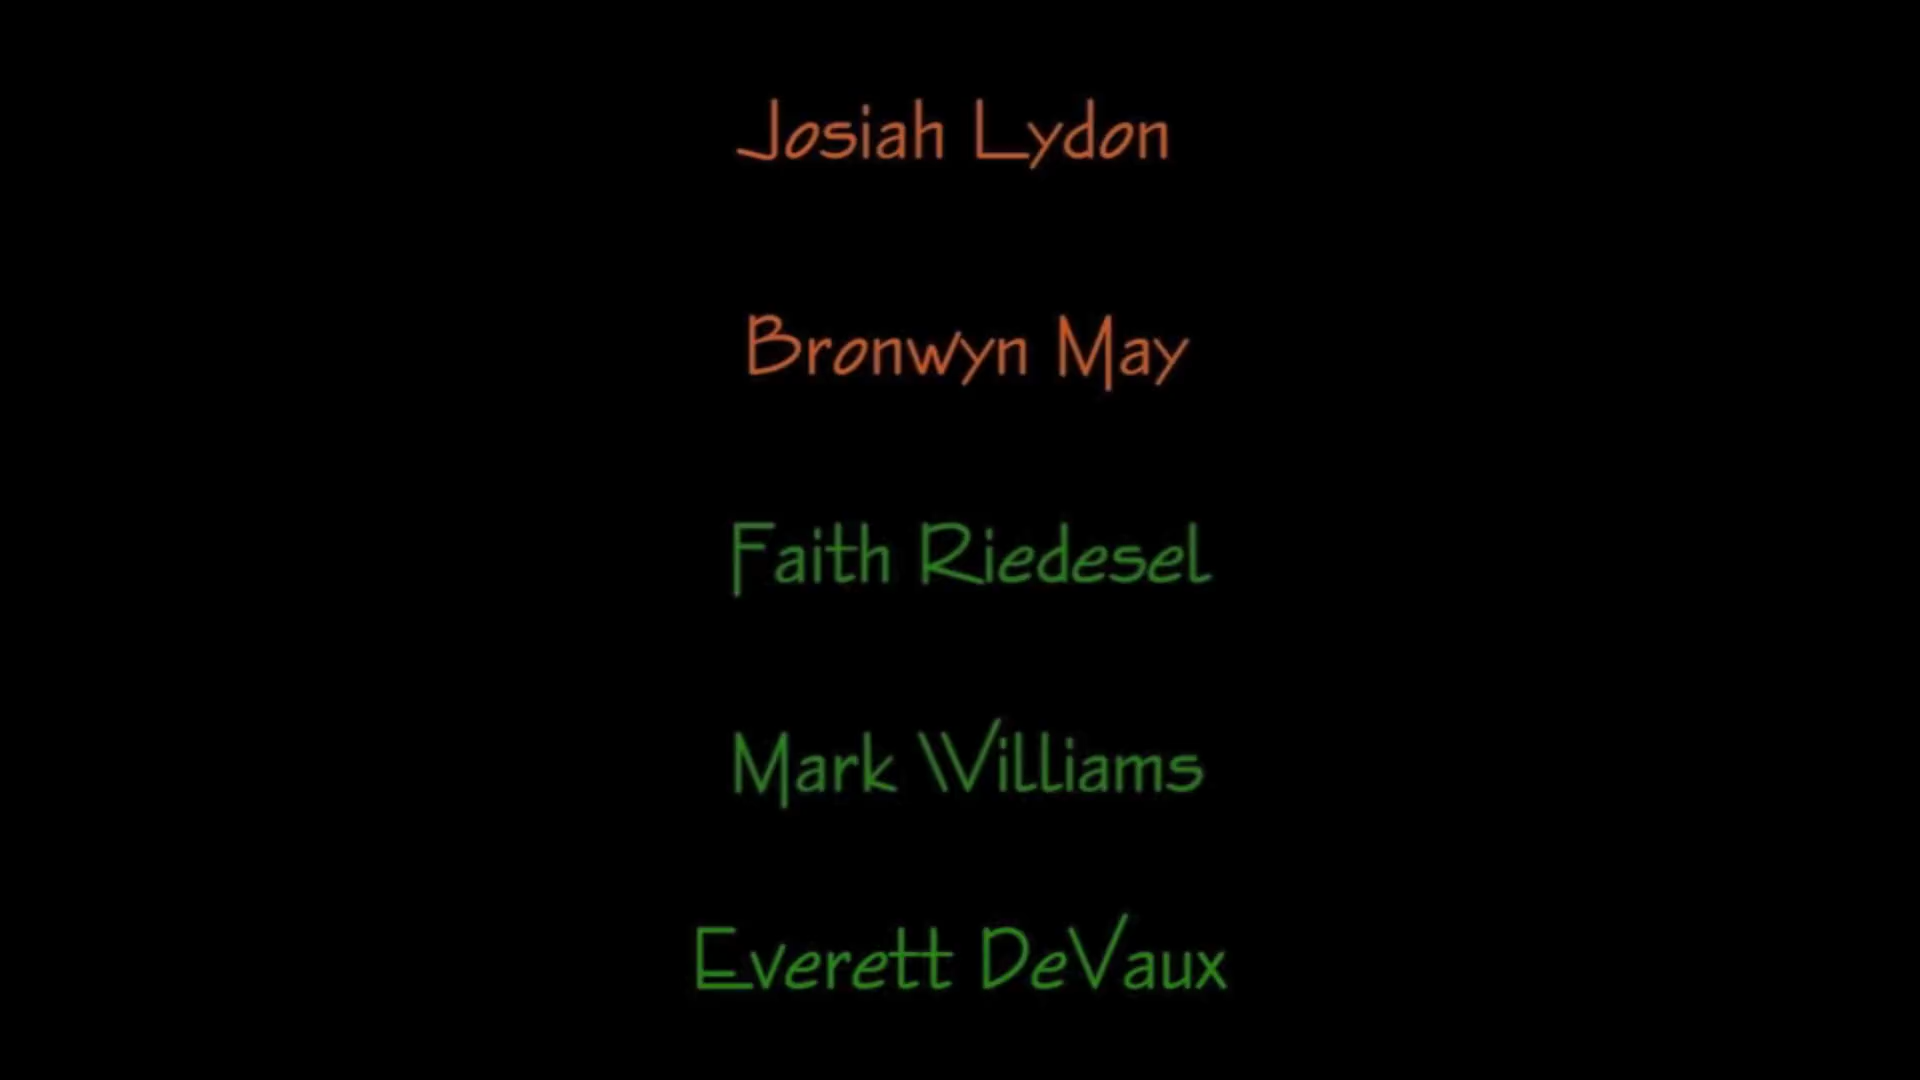 Josiah Lydon
Bronwyn May
Faith Riedesel
Mark Williams
Everett DeVaux